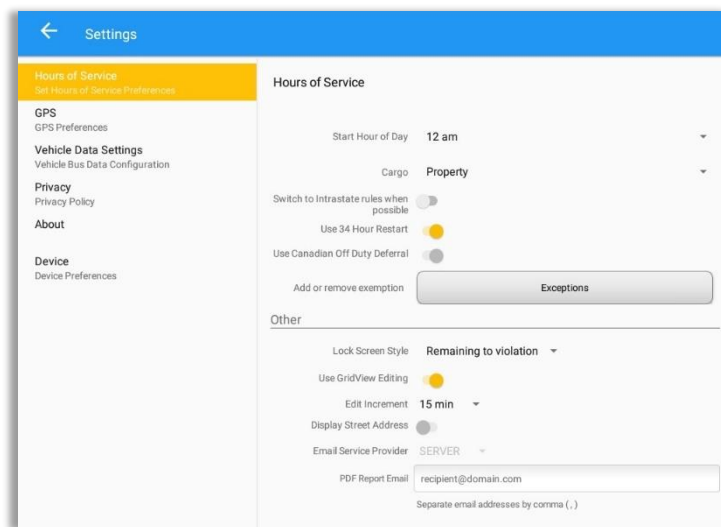 Settings
Hours of Service
Set Hours of Service Preferences
GPS
GPS Preferences
Vehicle Data Settings
Vehicle Bus Data Configuration
Privacy
Privacy Policy
About
Device
Device Preferences
Hours of Service
Start Hour of Day 12 am
Cargo Property
Switch to Intrastate rules when
possible
Use 34 Hour Restart
Use Canadian Off Duty Deferral
Add or remove exemption Exceptions
Other
Lock Screen Style Remaining to violation
Use GridView Editing
Edit Increment 15 min
Display Street Address
Email Service Provider SERVER
PDF Report Email recipient@domain.com
Separate email addresses by comma ( , )